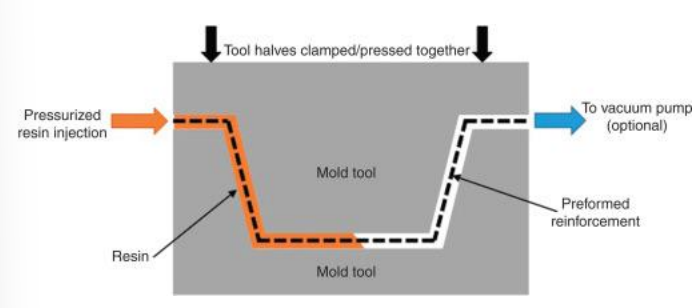 Tool halves clamped/pressed together
Pressurized
resin injection
To vacuum pump
(optional)
Mold tool
Preformed
reinforcement
Resin
Mold tool